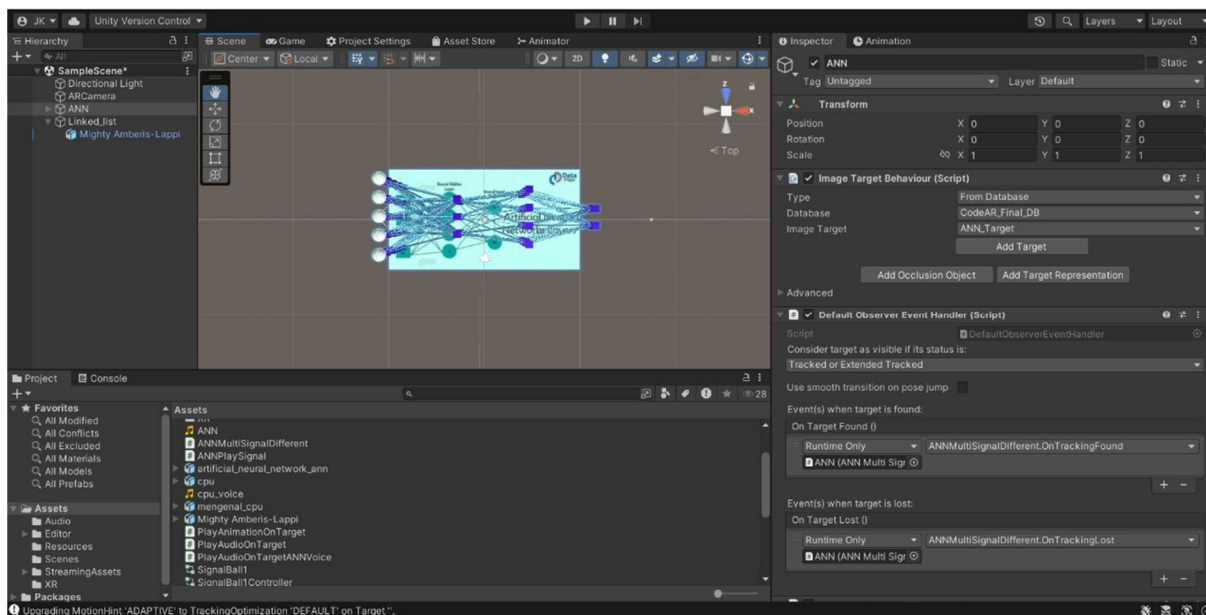 JK
Unity Version Control
Layers
Layout
Hierarchy
All
SampleScene*
Directional Light
ARCamera
ANN
Linked_list
Mighty Amberis-Lappi
Scene
Game
Project Settings
Asset Store
Animator
Center
Local
2D
z
x
Top
Data
Artificial
Inspector
Animation
ANN
Static
Tag Untagged
Layer Default
Transform
Position X 0 Y 0 Z 0
Rotation X 0 Y 0 Z 0
Scale X 1 Y 1 Z 1
Image Target Behaviour (Script)
Type From Database
Database CodeAR_Final_DB
Image Target ANN_Target
Add Target
Add Occlusion Object
Add Target Representation
Advanced
Default Observer Event Handler (Script)
Script DefaultObserverEventHandler
Consider target as visible if its status is:
Tracked or Extended Tracked
Use smooth transition on pose jump
Event(s) when target is found:
On Target Found ()
Runtime Only ANNMultiSignalDifferent.OnTrackingFound
ANN (ANN Multi Sigr
Event(s) when target is lost:
On Target Lost ()
Runtime Only ANNMultiSignalDifferent.OnTrackingLost
ANN (ANN Multi Sigr
Project
Console
28
Favorites
All Modified
All Conflicts
All Excluded
All Materials
All Models
All Prefabs
Assets
Audio
Editor
Resources
Scenes
StreamingAssets
XR
Packages
Assets
ANN
ANNMultiSignalDifferent
ANNPlaySignal
artificial_neural_network_ann
cpu
cpu_voice
mengenal_cpu
Mighty Amberis-Lappi
PlayAnimationOnTarget
PlayAudioOnTarget
PlayAudioOnTargetANNVoice
SignalBall1
SignalBall1Controller
Upgrading MotionHint 'ADAPTIVE' to TrackingOptimization 'DEFAULT' on Target ''.